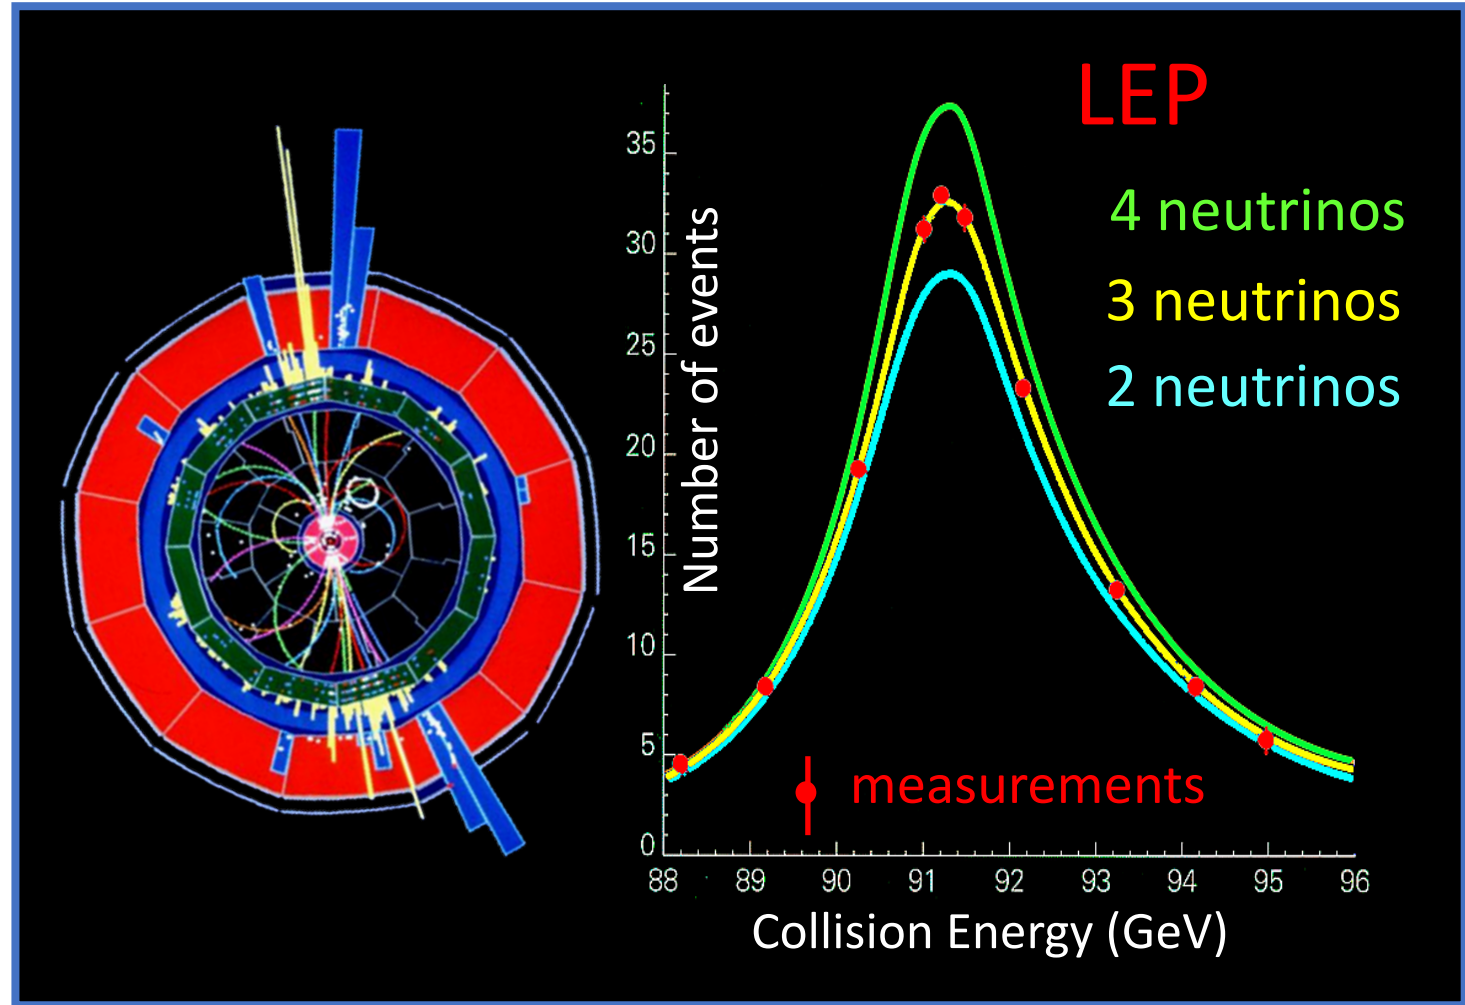 LEP
4 neutrinos
3 neutrinos
2 neutrinos
Number of events
35
30
25
20
15
10
5
0
measurements
88 89 90 91 92 93 94 95 96
Collision Energy (GeV)